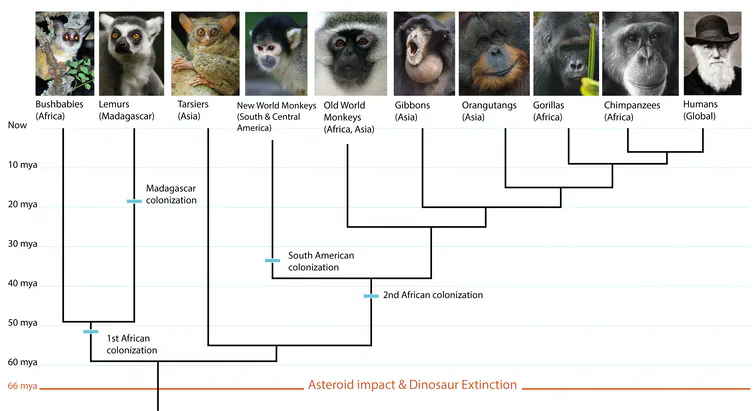 Bushbabies
(Africa)
Lemurs
(Madagascar)
Tarsiers
(Asia)
New World Monkeys
(South & Central
America)
Old World
Monkeys
(Africa, Asia)
Gibbons
(Asia)
Orangutangs
(Asia)
Gorillas
(Africa)
Chimpanzees
(Africa)
Humans
(Global)
Now
10 mya
Madagascar
colonization
20 mya
30 mya
South American
colonization
40 mya
2nd African colonization
50 mya
1st African
colonization
60 mya
66 mya
Asteroid impact & Dinosaur Extinction